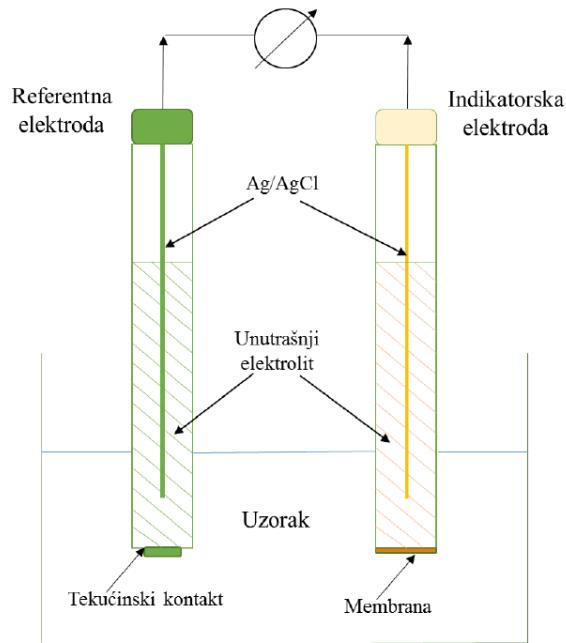 Referentna
elektroda
Indikatorska
elektroda
Ag/AgCl
Unutrašnji
elektrolit
Uzorak
Tekućinski kontakt
Membrana